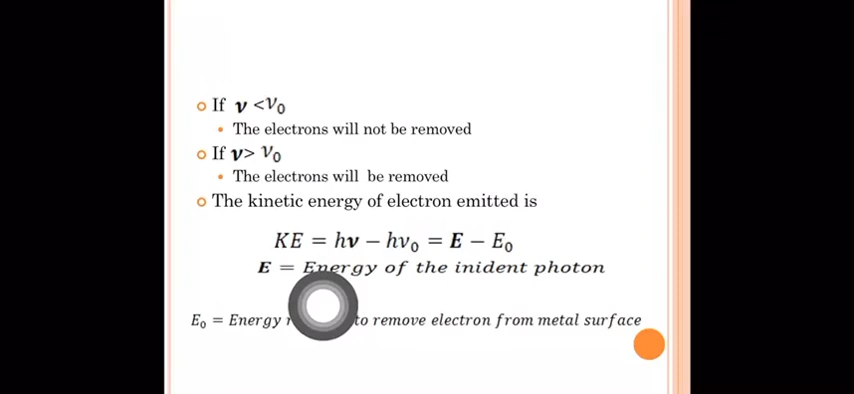 If ν <ν₀
The electrons will not be removed
If ν> ν₀
The electrons will be removed
The kinetic energy of electron emitted is
KE = hν − hν₀ = E − E₀
E = Energy of the inident photon
E₀ = Energy to remove electron from metal surface